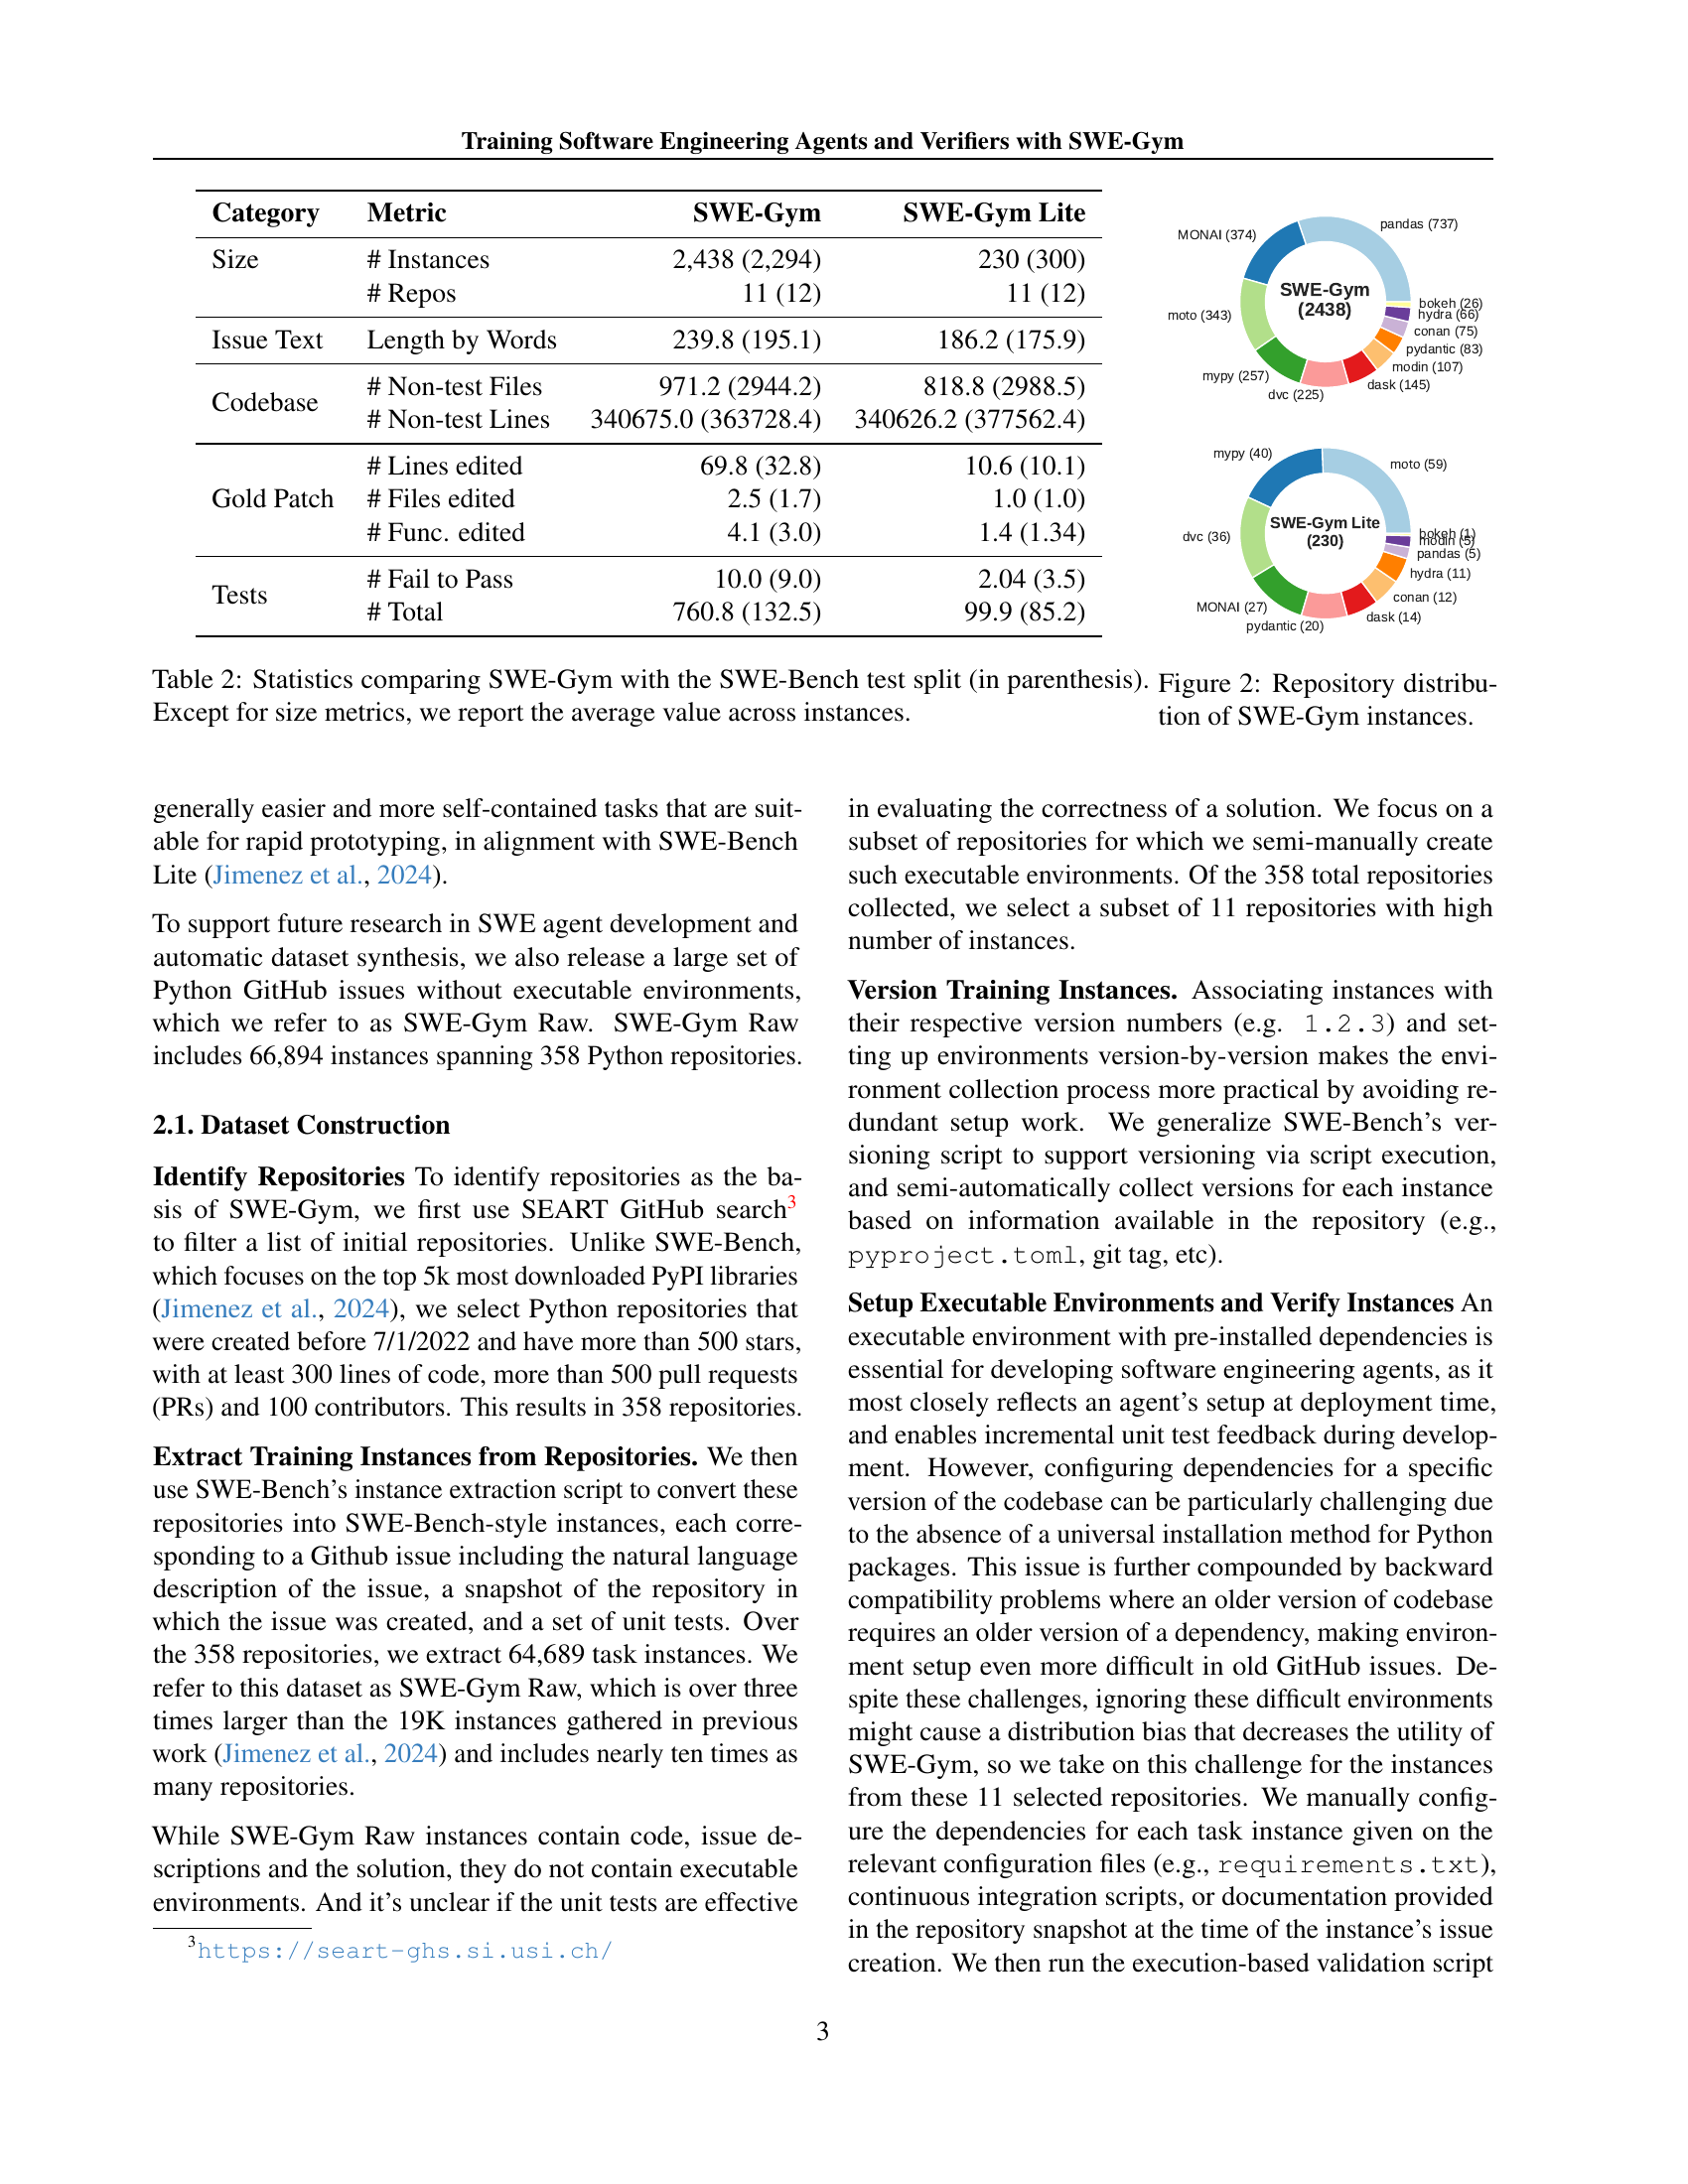 Training Software Engineering Agents and Verifiers with SWE-Gym
Category Metric SWE-Gym SWE-Gym Lite
Size # Instances 2,438 (2,294) 230 (300)
# Repos 11 (12) 11 (12)
Issue Text Length by Words 239.8 (195.1) 186.2 (175.9)
Codebase # Non-test Files 971.2 (2944.2) 818.8 (2988.5)
# Non-test Lines 340675.0 (363728.4) 340626.2 (377562.4)
Gold Patch # Lines edited 69.8 (32.8) 10.6 (10.1)
# Files edited 2.5 (1.7) 1.0 (1.0)
# Func. edited 4.1 (3.0) 1.4 (1.34)
Tests # Fail to Pass 10.0 (9.0) 2.04 (3.5)
# Total 760.8 (132.5) 99.9 (85.2)
Table 2: Statistics comparing SWE-Gym with the SWE-Bench test split (in parenthesis).
Except for size metrics, we report the average value across instances.
pandas (737)
MONAI (374)
moto (343)
mypy (257)
dvc (225)
dask (145)
modin (107)
pydantic (83)
conan (75)
hydra (66)
bokeh (26)
SWE-Gym
(2438)
moto (59)
mypy (40)
dvc (36)
MONAI (27)
pydantic (20)
dask (14)
conan (12)
hydra (11)
pandas (5)
modin (5)
bokeh (1)
SWE-Gym Lite
(230)
Figure 2: Repository distribu-
tion of SWE-Gym instances.
generally easier and more self-contained tasks that are suit-
able for rapid prototyping, in alignment with SWE-Bench
Lite (Jimenez et al., 2024).
To support future research in SWE agent development and
automatic dataset synthesis, we also release a large set of
Python GitHub issues without executable environments,
which we refer to as SWE-Gym Raw. SWE-Gym Raw
includes 66,894 instances spanning 358 Python repositories.
2.1. Dataset Construction
Identify Repositories To identify repositories as the ba-
sis of SWE-Gym, we first use SEART GitHub search3
to filter a list of initial repositories. Unlike SWE-Bench,
which focuses on the top 5k most downloaded PyPI libraries
(Jimenez et al., 2024), we select Python repositories that
were created before 7/1/2022 and have more than 500 stars,
with at least 300 lines of code, more than 500 pull requests
(PRs) and 100 contributors. This results in 358 repositories.
Extract Training Instances from Repositories. We then
use SWE-Bench's instance extraction script to convert these
repositories into SWE-Bench-style instances, each corre-
sponding to a Github issue including the natural language
description of the issue, a snapshot of the repository in
which the issue was created, and a set of unit tests. Over
the 358 repositories, we extract 64,689 task instances. We
refer to this dataset as SWE-Gym Raw, which is over three
times larger than the 19K instances gathered in previous
work (Jimenez et al., 2024) and includes nearly ten times as
many repositories.
While SWE-Gym Raw instances contain code, issue de-
scriptions and the solution, they do not contain executable
environments. And it's unclear if the unit tests are effective
3https://seart-ghs.si.usi.ch/
in evaluating the correctness of a solution. We focus on a
subset of repositories for which we semi-manually create
such executable environments. Of the 358 total repositories
collected, we select a subset of 11 repositories with high
number of instances.
Version Training Instances. Associating instances with
their respective version numbers (e.g. 1.2.3) and set-
ting up environments version-by-version makes the envi-
ronment collection process more practical by avoiding re-
dundant setup work. We generalize SWE-Bench's ver-
sioning script to support versioning via script execution,
and semi-automatically collect versions for each instance
based on information available in the repository (e.g.,
pyproject.toml, git tag, etc).
Setup Executable Environments and Verify Instances An
executable environment with pre-installed dependencies is
essential for developing software engineering agents, as it
most closely reflects an agent's setup at deployment time,
and enables incremental unit test feedback during develop-
ment. However, configuring dependencies for a specific
version of the codebase can be particularly challenging due
to the absence of a universal installation method for Python
packages. This issue is further compounded by backward
compatibility problems where an older version of codebase
requires an older version of a dependency, making environ-
ment setup even more difficult in old GitHub issues. De-
spite these challenges, ignoring these difficult environments
might cause a distribution bias that decreases the utility of
SWE-Gym, so we take on this challenge for the instances
from these 11 selected repositories. We manually config-
ure the dependencies for each task instance given on the
relevant configuration files (e.g., requirements.txt),
continuous integration scripts, or documentation provided
in the repository snapshot at the time of the instance's issue
creation. We then run the execution-based validation script
3